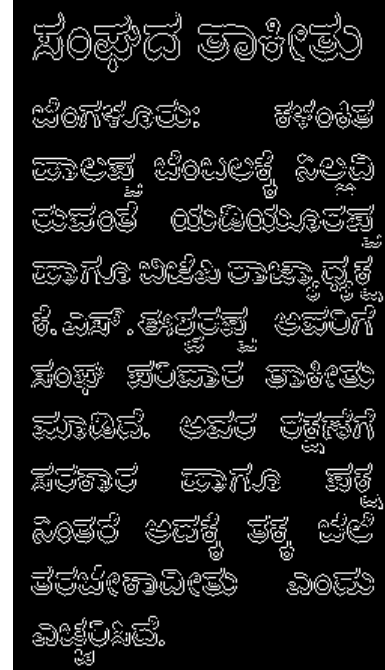 ಸಂಘದ ತಾಕೀತು
ಬೆಂಗಳೂರು: ಕಳಂಕಿತ
ಹಾಲಪ್ಪ ಬೆಂಬಲಕ್ಕೆ ನಿಲ್ಲದಿ
ರುವಂತೆ ಯಡಿಯೂರಪ್ಪ
ಹಾಗೂ ಬಿಜೆಪಿ ರಾಜ್ಯಾಧ್ಯಕ್ಷ
ಕೆ.ಎಸ್.ಈಶ್ವರಪ್ಪ ಅವರಿಗೆ
ಸಂಘ ಪರಿವಾರ ತಾಕೀತು
ಮಾಡಿದೆ. ಅವರ ರಕ್ಷಣೆಗೆ
ಸರಕಾರ ಹಾಗೂ ಪಕ್ಷ
ನಿಂತರೆ ಅದಕ್ಕೆ ತಕ್ಕ ಬೆಲೆ
ತರಬೇಕಾದೀತು ಎಂದು
ಎಚ್ಚರಿಸಿದೆ.